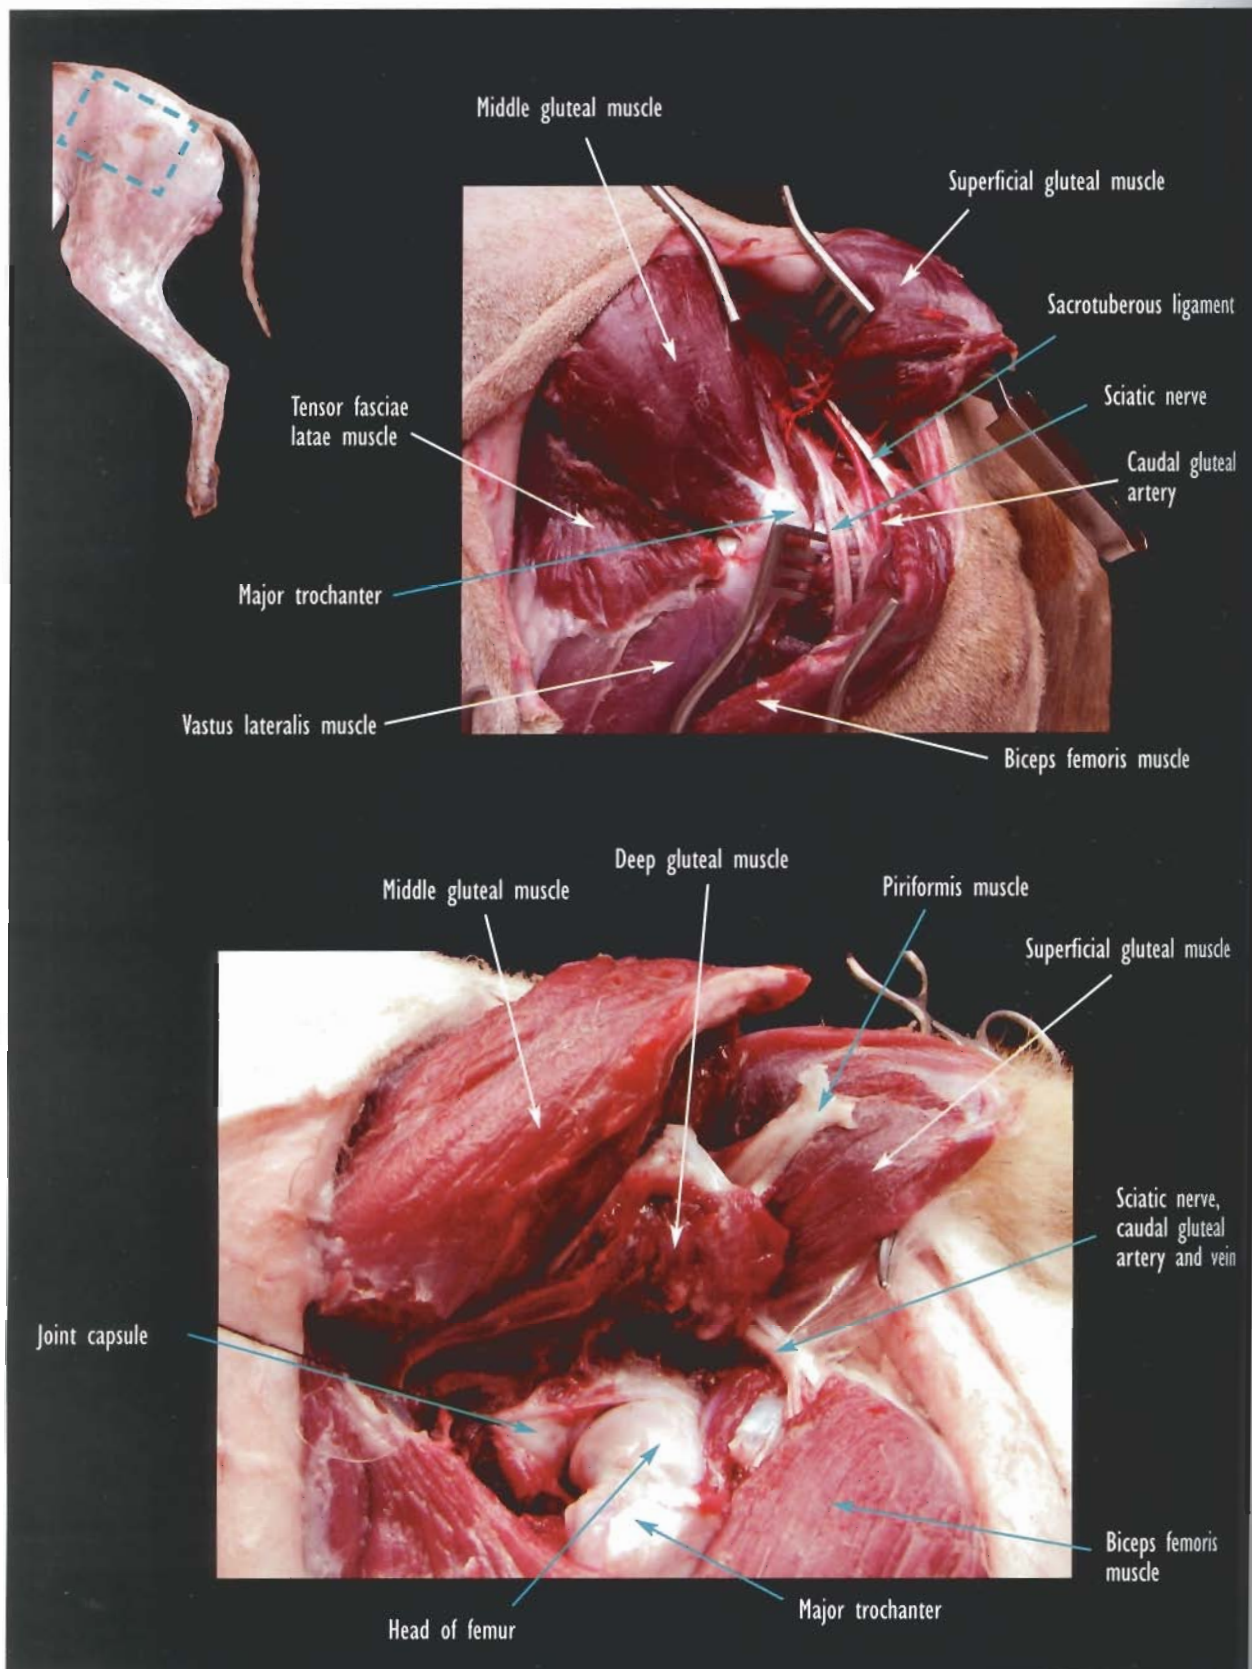 Middle gluteal muscle
Superficial gluteal muscle
Sacrotuberous ligament
Tensor fasciae
latae muscle
Sciatic nerve
Caudal gluteal
artery
Major trochanter
Vastus lateralis muscle
Biceps femoris muscle
Deep gluteal muscle
Middle gluteal muscle
Piriformis muscle
Superficial gluteal muscle
Sciatic nerve,
caudal gluteal
artery and vein
Joint capsule
Biceps femoris
muscle
Major trochanter
Head of femur